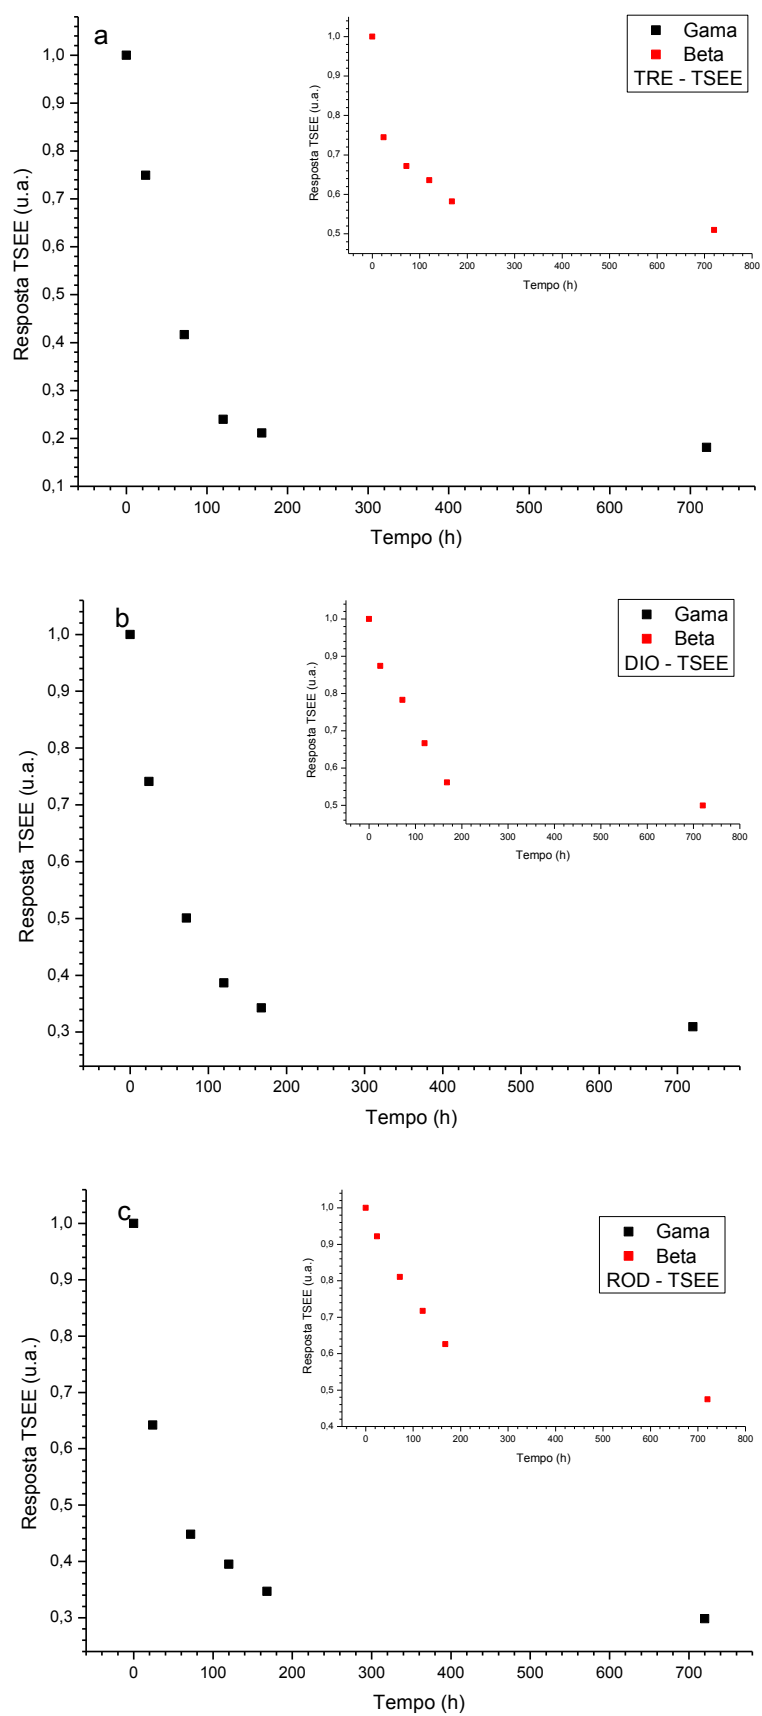 a
Gama
Beta
TRE - TSEE
1,0
0,9
0,8
0,7
0,6
0,5
Resposta TSEE (u.a.)
0 100 200 300 400 500 600 700 800
Tempo (h)
1,0
0,9
0,8
0,7
0,6
0,5
0,4
0,3
0,2
0,1
Resposta TSEE (u.a.)
0 100 200 300 400 500 600 700
Tempo (h)
b
Gama
Beta
DIO - TSEE
1,0
0,9
0,8
0,7
0,6
0,5
Resposta TSEE (u.a.)
0 100 200 300 400 500 600 700 800
Tempo (h)
1,0
0,9
0,8
0,7
0,6
0,5
0,4
0,3
Resposta TSEE (u.a.)
0 100 200 300 400 500 600 700
Tempo (h)
c
Gama
Beta
ROD - TSEE
1,0
0,9
0,8
0,7
0,6
0,5
0,4
Resposta TSEE (u.a.)
0 100 200 300 400 500 600 700 800
Tempo (h)
1,0
0,9
0,8
0,7
0,6
0,5
0,4
0,3
Resposta TSEE (u.a.)
0 100 200 300 400 500 600 700
Tempo (h)